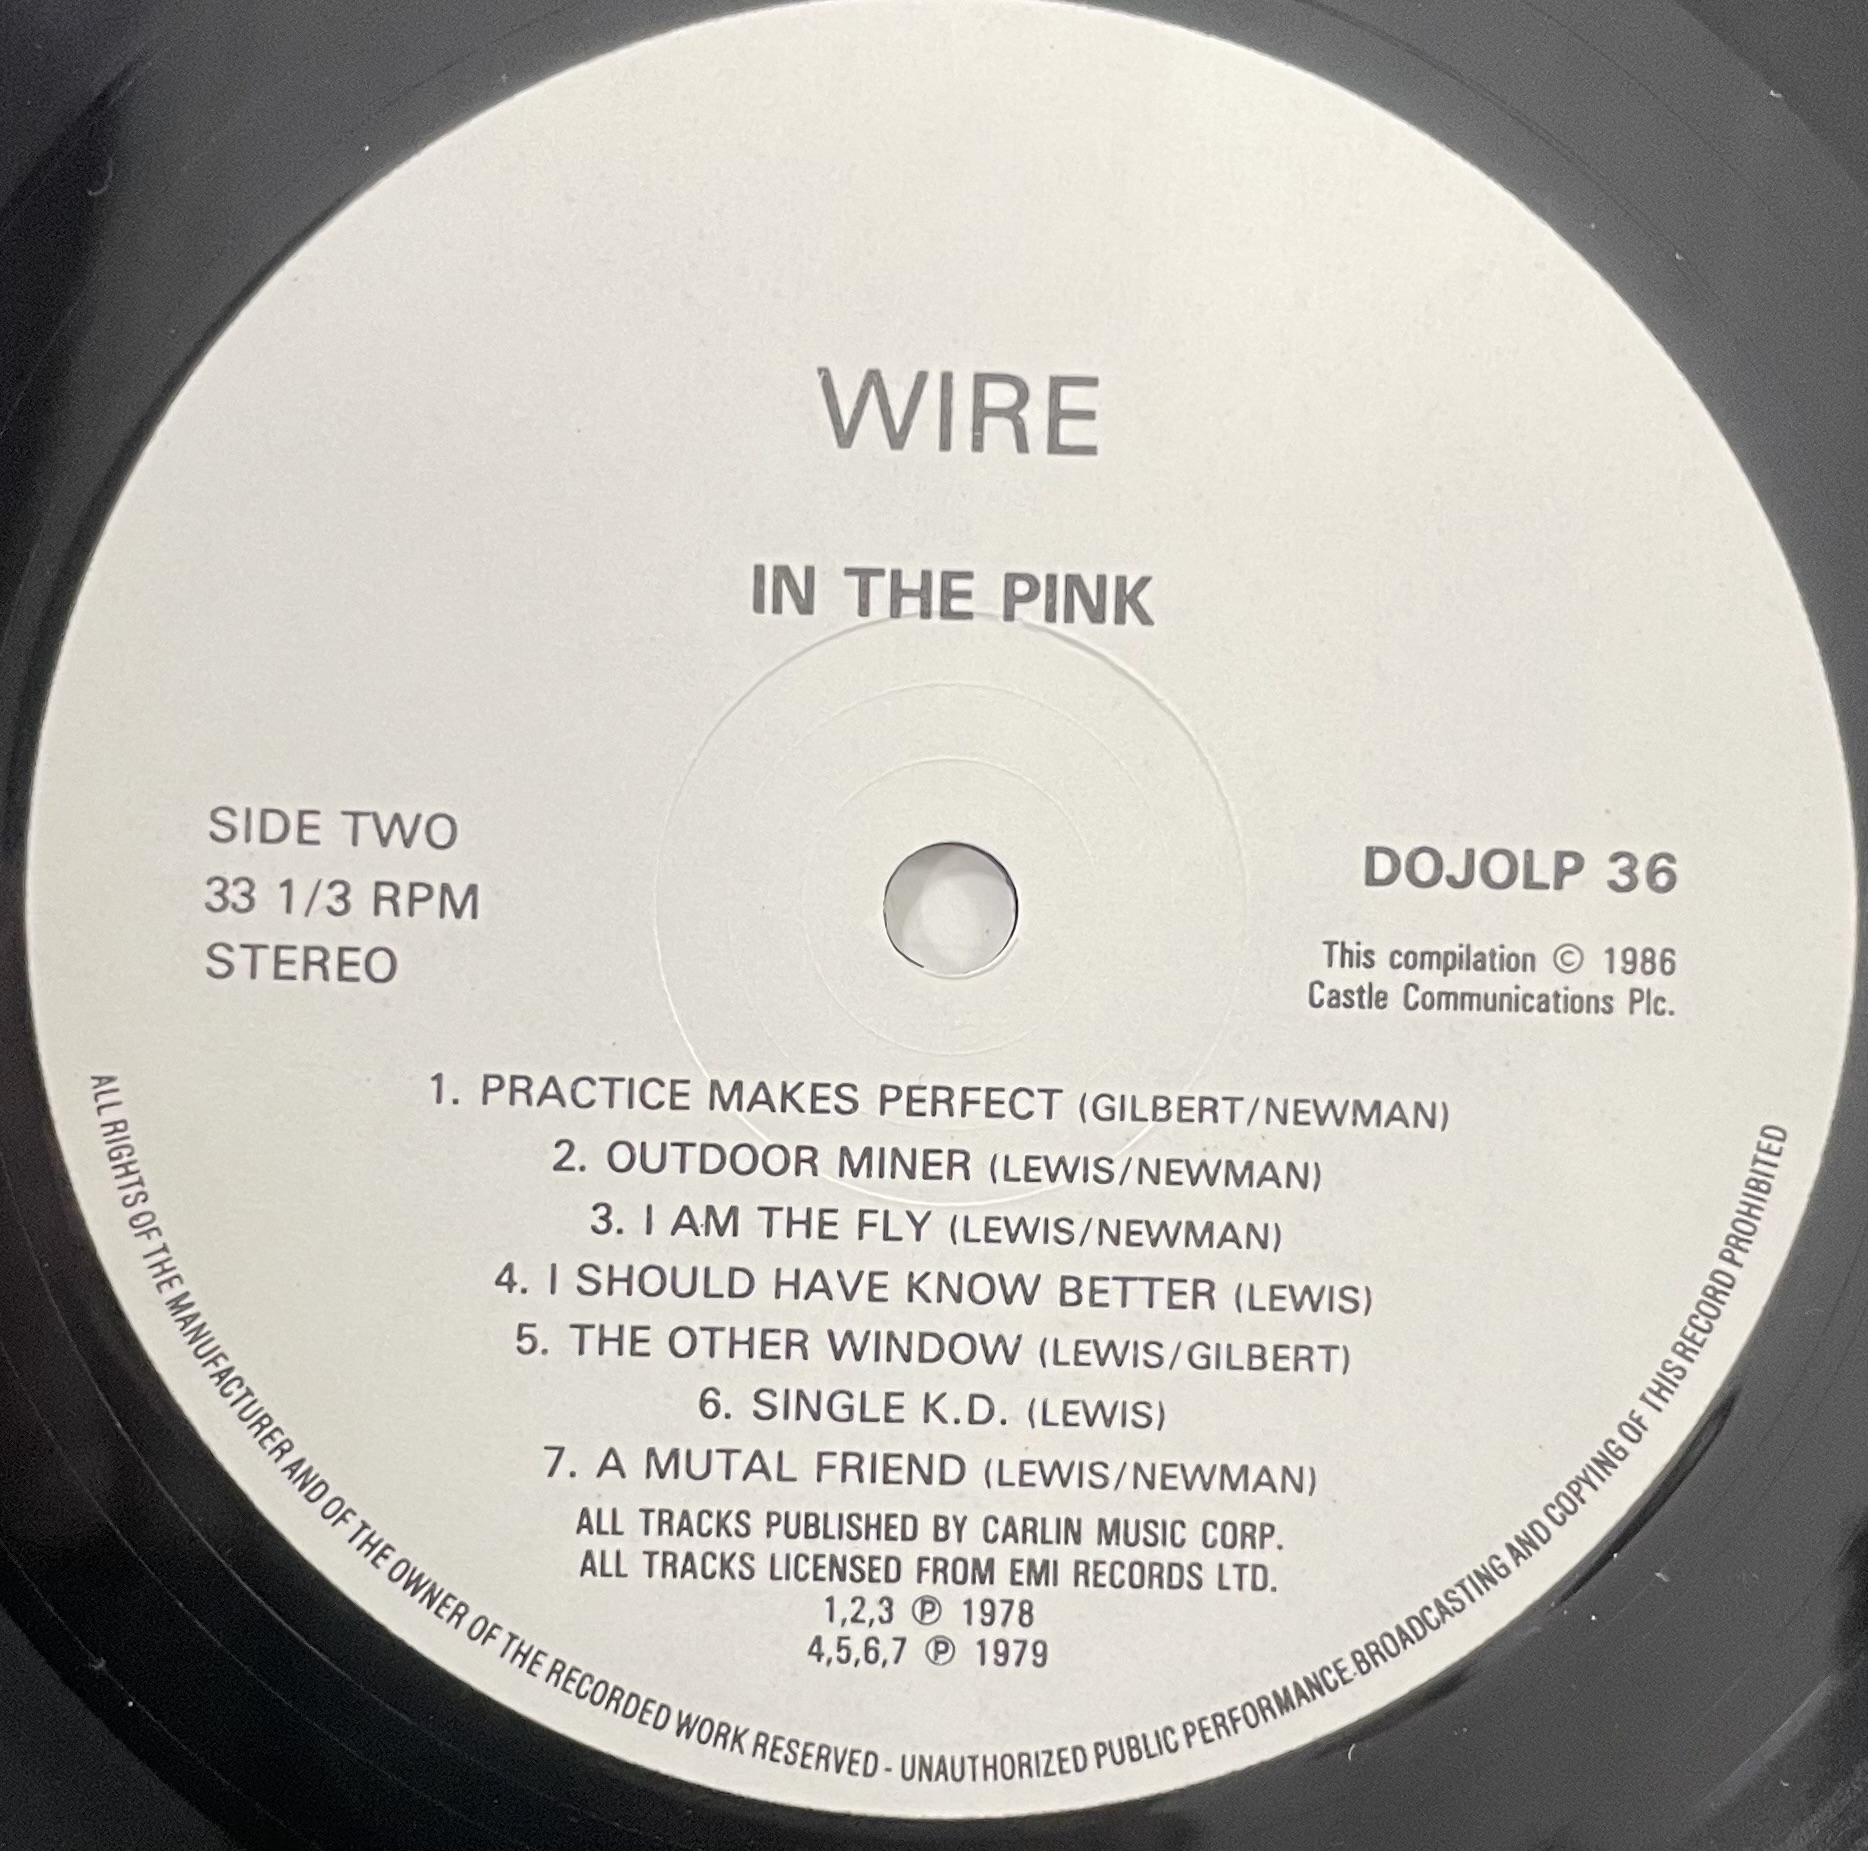 WIRE
IN THE PINK
SIDE TWO
33 1/3 RPM
STEREO
DOJOLP 36
This compilation © 1986
Castle Communications Plc.
1. PRACTICE MAKES PERFECT (GILBERT/NEWMAN)
2. OUTDOOR MINER (LEWIS/NEWMAN)
3. I AM THE FLY (LEWIS/NEWMAN)
4. I SHOULD HAVE KNOW BETTER (LEWIS)
5. THE OTHER WINDOW (LEWIS/GILBERT)
6. SINGLE K.D. (LEWIS)
7. A MUTAL FRIEND (LEWIS/NEWMAN)
ALL TRACKS PUBLISHED BY CARLIN MUSIC CORP.
ALL TRACKS LICENSED FROM EMI RECORDS LTD.
1,2,3 ℗ 1978
4,5,6,7 ℗ 1979
ALL RIGHTS OF THE MANUFACTURER AND OF THE OWNER OF THE RECORDED WORK RESERVED - UNAUTHORIZED PUBLIC PERFORMANCE.BROADCASTING AND COPYING OF THIS RECORD PROHIBITED